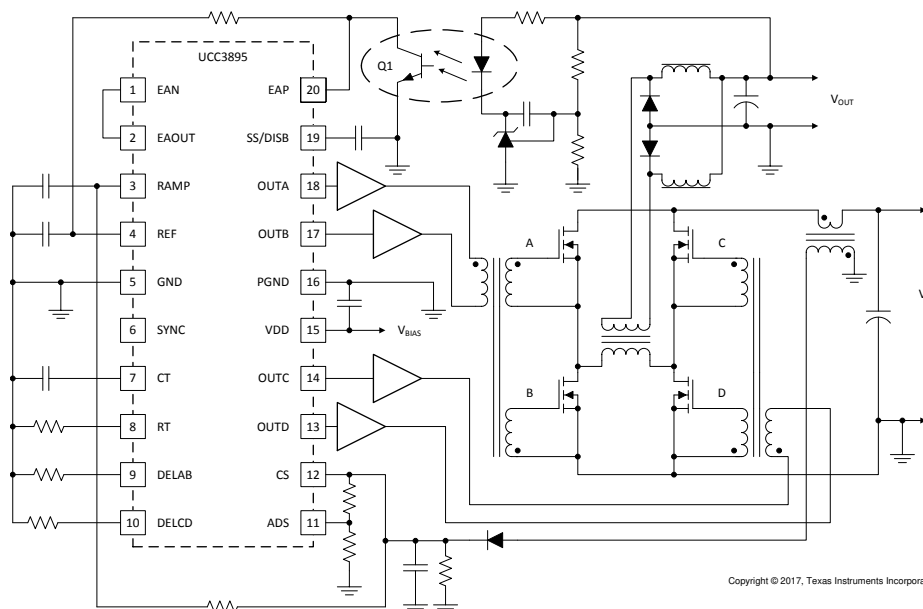 UCC3895
Q1
1 EAN
EAP 20
2 EAOUT
SS/DISB 19
3 RAMP
OUTA 18
4 REF
OUTB 17
5 GND
PGND 16
6 SYNC
VDD 15
7 CT
OUTC 14
8 RT
OUTD 13
9 DELAB
CS 12
10 DELCD
ADS 11
VBIAS
VOUT
A
C
B
D
V
Copyright © 2017, Texas Instruments Incorpora